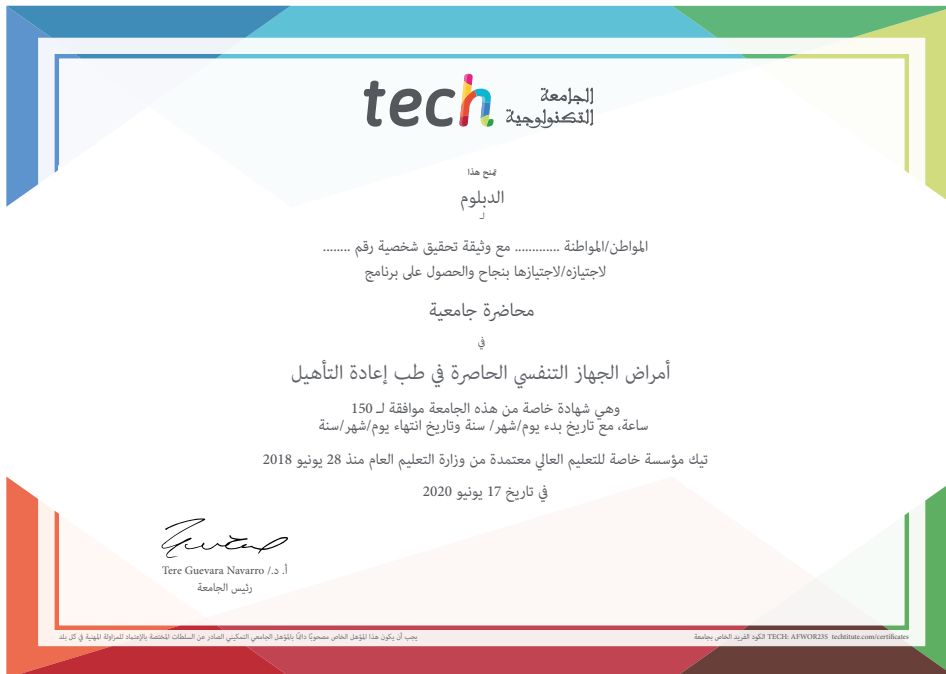 tech
الجامعة
التكنولوجية
يمنح هذا
الدبلوم
لـ
المواطن/المواطنة ............ مع وثيقة تحقيق شخصية رقم ........
لاجتيازه/لاجتيازها بنجاح والحصول على برنامج
محاضرة جامعية
في
أمراض الجهاز التنفسي الحاصرة في طب إعادة التأهيل
وهي شهادة خاصة من هذه الجامعة موافقة لـ 150
ساعة، مع تاريخ بدء يوم/شهر/ سنة وتاريخ انتهاء يوم/شهر/سنة
تيك مؤسسة خاصة للتعليم العالي معتمدة من وزارة التعليم العام منذ 28 يونيو 2018
في تاريخ 17 يونيو 2020
أ. د./ Tere Guevara Navarro
رئيس الجامعة
يجب أن يكون هذا المؤهل الخاص مصحوبًا دائمًا بالمؤهل الجامعي التمكيني الصادر عن السلطات المختصة بالإعتماد للمزاولة المهنية في كل بلد
الكود الفريد الخاص بجامعة TECH: AFWOR23S techtitute.com/certificates